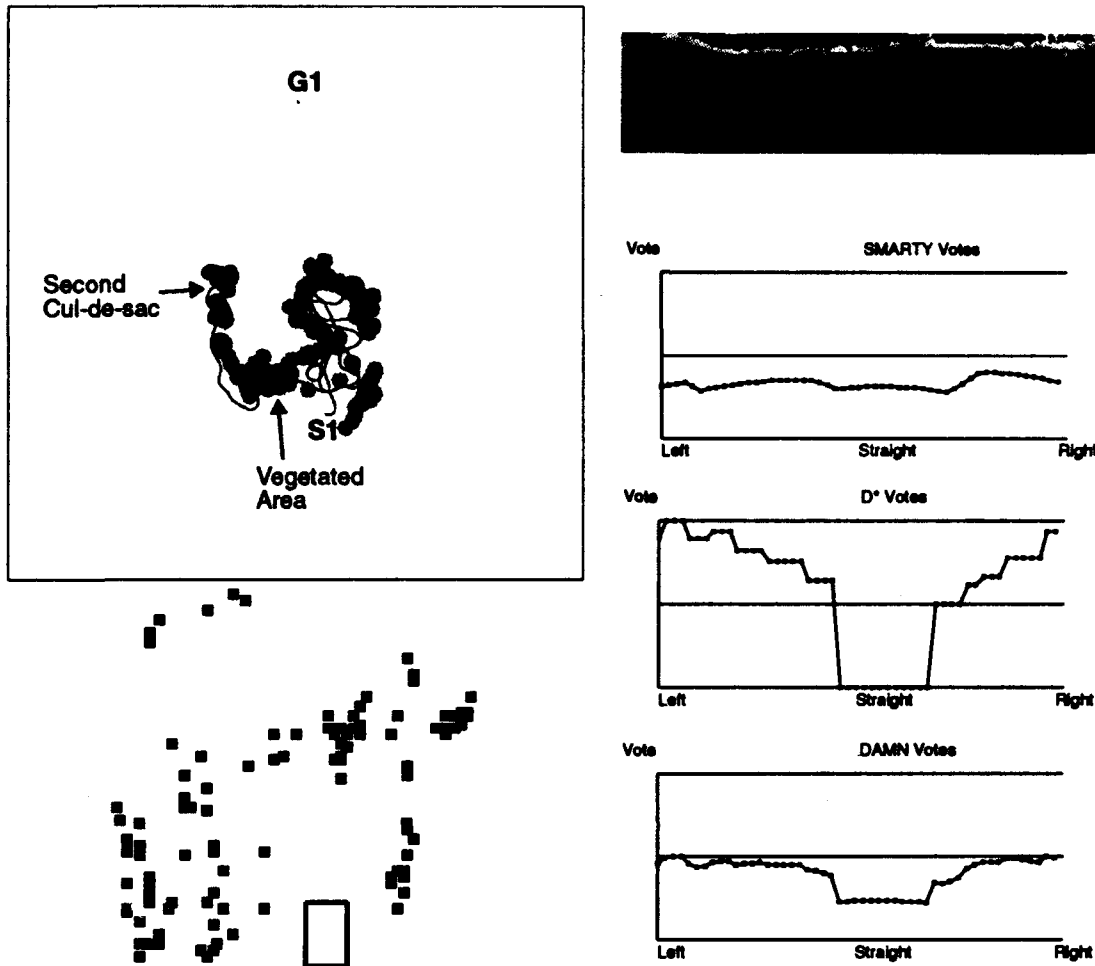 G1
Second
Cul-de-sac
S1
Vegetated
Area
Vote
SMARTY Votes
Left
Straight
Right
Vote
D* Votes
Left
Straight
Right
Vote
DAMN Votes
Left
Straight
Right